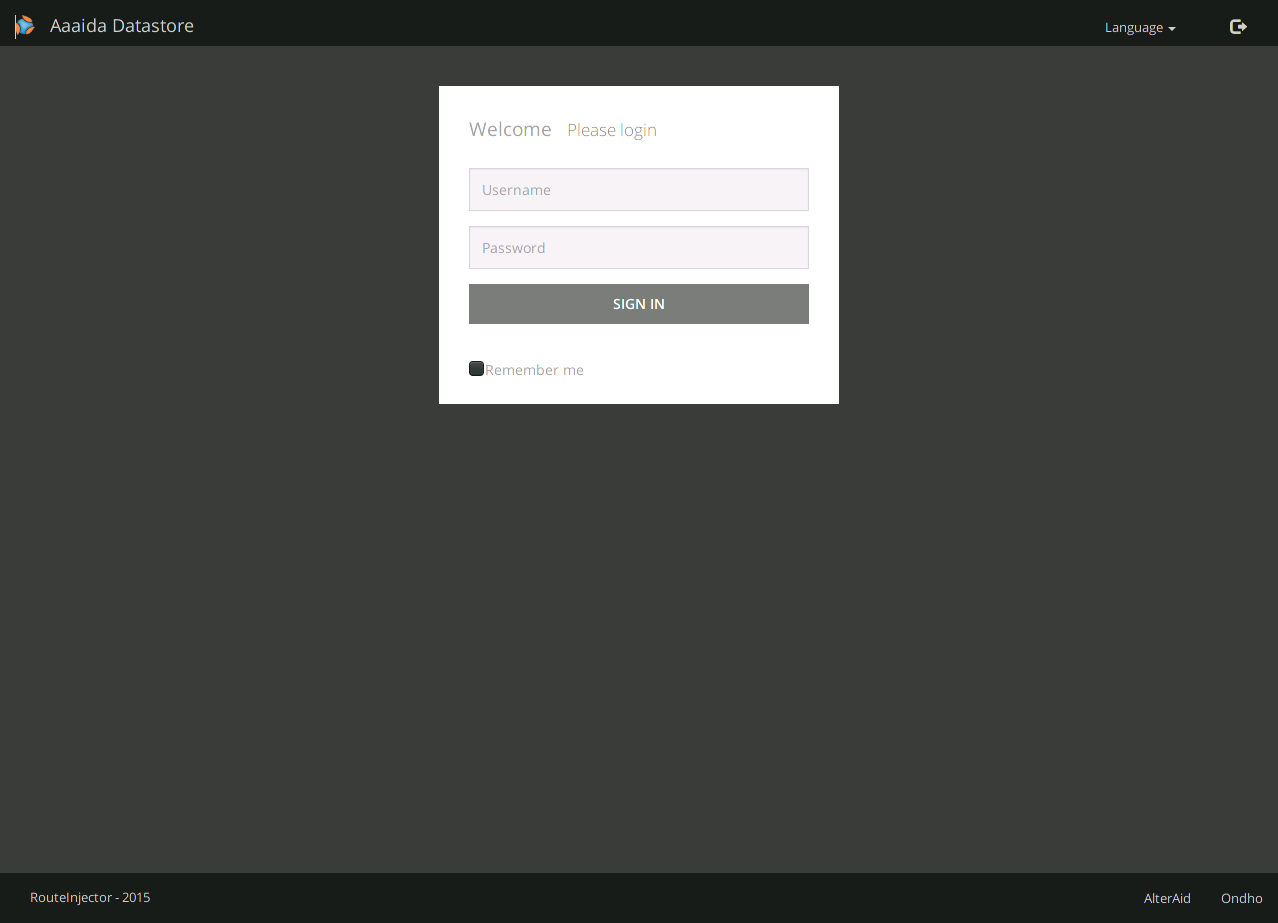 Aaaida Datastore
Language
Welcome Please login
Username
Password
SIGN IN
Remember me
RouteInjector - 2015
AlterAid
Ondho